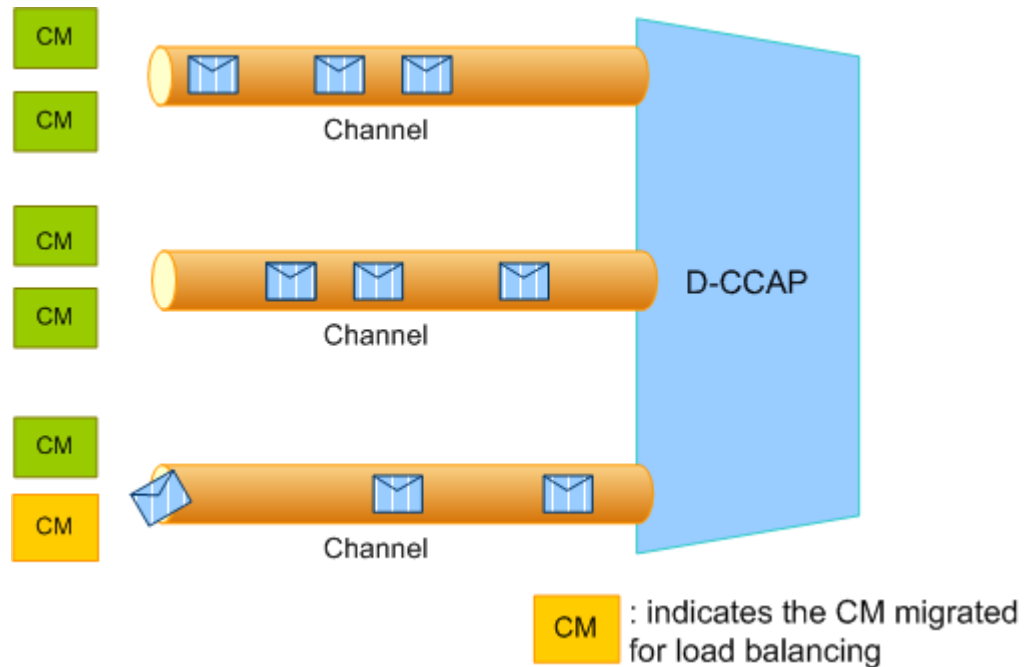 CM
CM
Channel
CM
CM
Channel
D-CCAP
CM
CM
Channel
CM : indicates the CM migrated
for load balancing